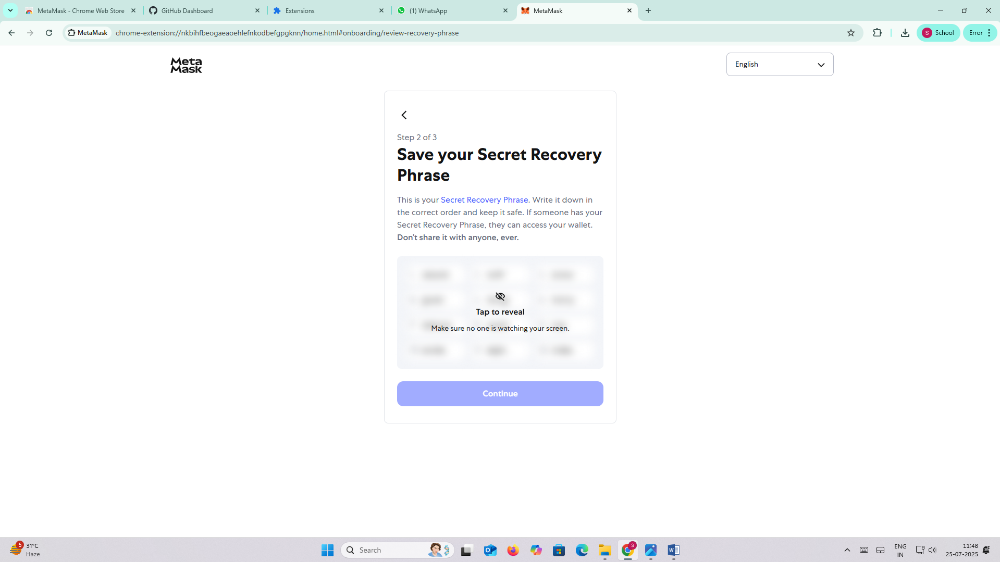 MetaMask - Chrome Web Store
GitHub Dashboard
Extensions
(1) WhatsApp
MetaMask
MetaMask
chrome-extension://nkbihfbeogaeaoehlefnkodbefgpgknn/home.html#onboarding/review-recovery-phrase
S
School
Error
Meta
Mask
English
Step 2 of 3
Save your Secret Recovery
Phrase
This is your Secret Recovery Phrase. Write it down in
the correct order and keep it safe. If someone has your
Secret Recovery Phrase, they can access your wallet.
Don't share it with anyone, ever.
Tap to reveal
Make sure no one is watching your screen.
Continue
5
31°C
Haze
Search
S
ENG
IN
11:48
25-07-2025